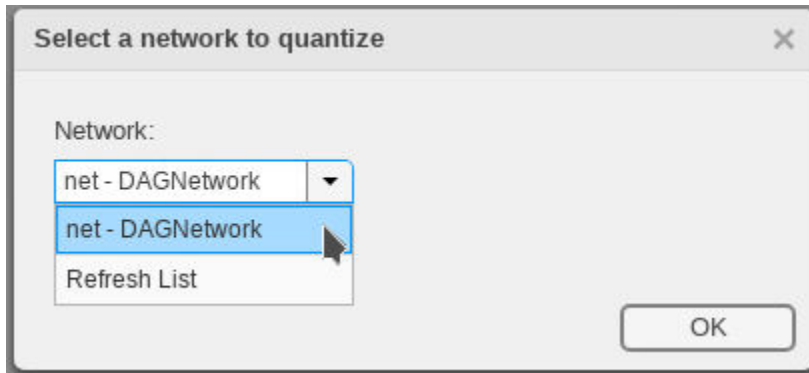 Select a network to quantize
Network:
net - DAGNetwork
net - DAGNetwork
Refresh List
OK